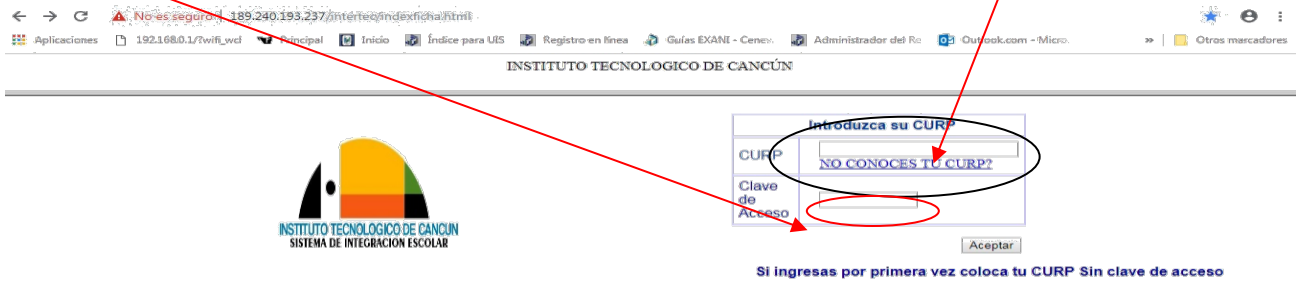 No es seguro | 189.240.193.237/interteo/indexficha.html
Aplicaciones 192.168.0.1/?wifi_wcl Principal Inicio Índice para UIS Registro en línea Guías EXANI - Cenev. Administrador del Re Outlook.com - Micro. » Otros marcadores
INSTITUTO TECNOLOGICO DE CANCÚN
Introduzca su CURP
CURP
NO CONOCES TU CURP?
Clave
de
Acceso
Aceptar
Si ingresas por primera vez coloca tu CURP Sin clave de acceso
INSTITUTO TECNOLOGICO DE CANCUN
SISTEMA DE INTEGRACION ESCOLAR